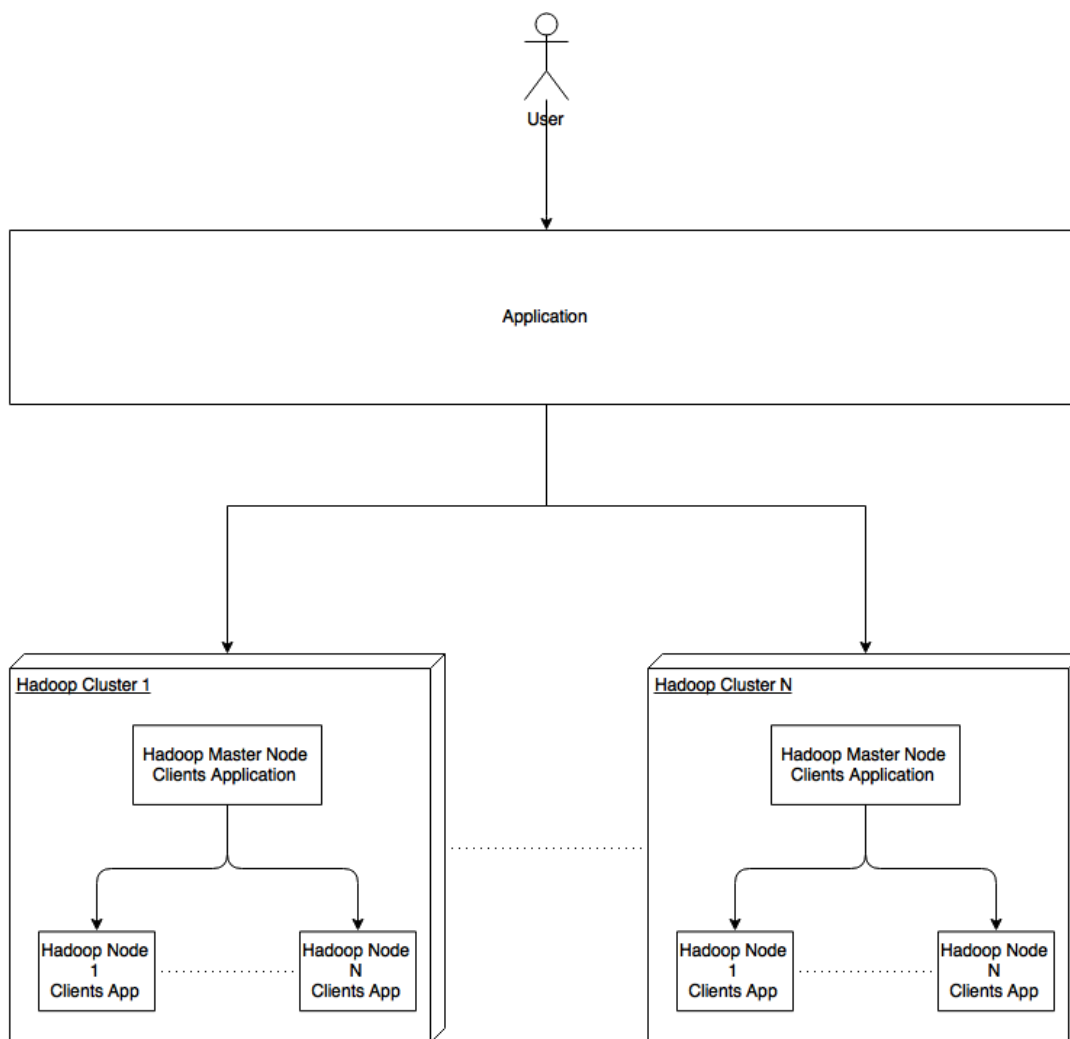 User
Application
Hadoop Cluster 1
Hadoop Master Node
Clients Application
Hadoop Node
1
Clients App
Hadoop Node
N
Clients App
Hadoop Cluster N
Hadoop Master Node
Clients Application
Hadoop Node
1
Clients App
Hadoop Node
N
Clients App